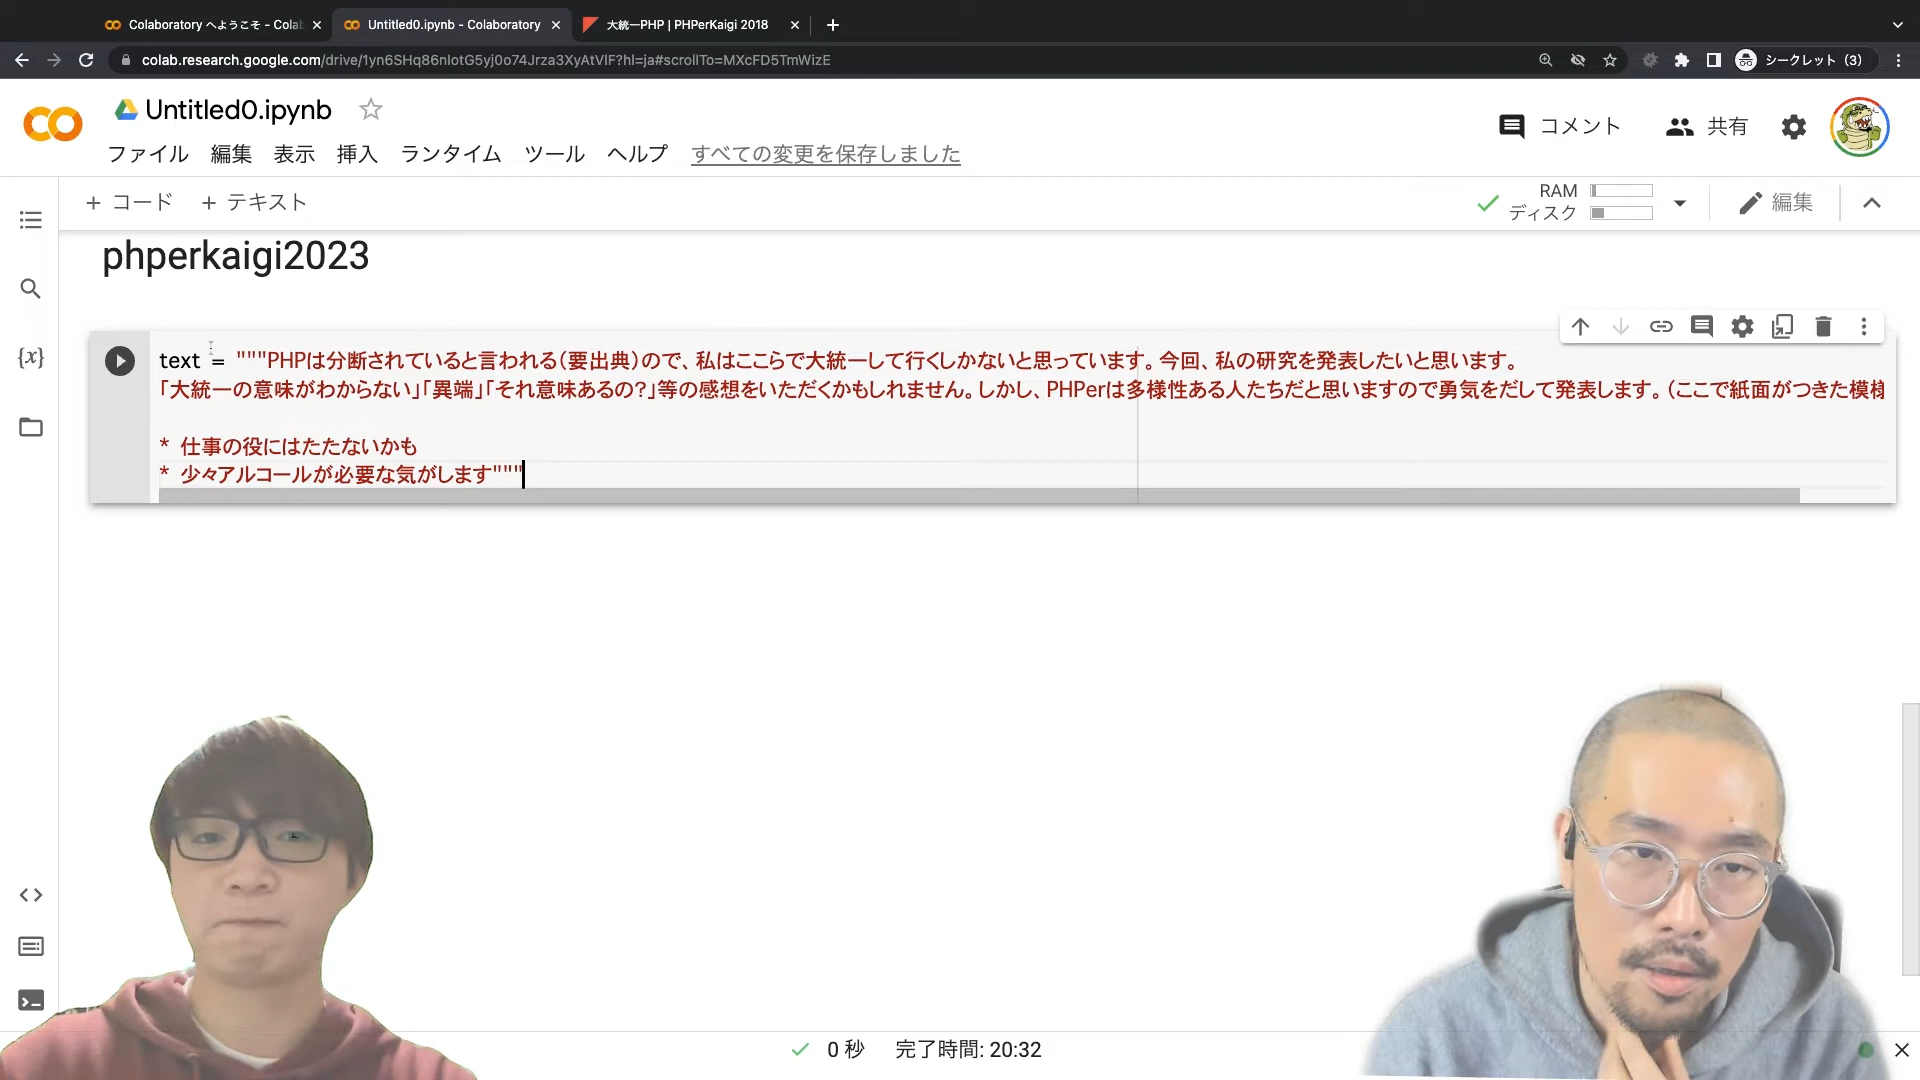 Colaboratory へようこそ - Colab
Untitled0.ipynb - Colaboratory
大統一PHP | PHPerKaigi 2018
colab.research.google.com/drive/1yn6SHq86nlotG5yj0o74Jrza3XyAtVlF?hl=ja#scrollTo=MXcFD5TmWizE
シークレット (3)
Untitled0.ipynb
コメント
共有
ファイル 編集 表示 挿入 ランタイム ツール ヘルプ すべての変更を保存しました
+ コード + テキスト
RAM
ディスク
編集
phperkaigi2023
text = """PHPは分断されていると言われる(要出典)ので、私はここらで大統一して行くしかないと思っています。今回、私の研究を発表したいと思います。
「大統一の意味がわからない」「異端」「それ意味あるの?」等の感想をいただくかもしれません。しかし、PHPerは多様性ある人たちだと思いますので勇気をだして発表します。(ここで紙面がつきた模様
* 仕事の役にはたたないかも
* 少々アルコールが必要な気がします"""
0 秒 完了時間: 20:32